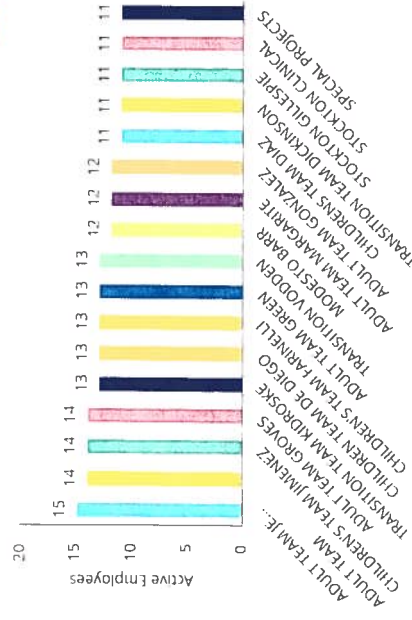 Active Employees
20
15
10
5
0
15
14
14
14
13
13
13
13
13
12
12
12
11
11
11
11
11
ADULT TEAM JE...
ADULT TEAM
CHILDREN'S TEAM JIMENEZ
ADULT TEAM GROVES
TRANSITION TEAM KIDROSKE
CHILDREN TEAM DE DIEGO
CHILDREN'S TEAM FARINELLI
ADULT TEAM GREEN
TRANSITION VODDEN
MODESTO BARR
ADULT TEAM MARGARITE
ADULT TEAM GONZALEZ
CHILDRENS TEAM DIAZ
TRANSITION TEAM DICKINSON
STOCKTON GILLESPIE
STOCKTON CLINICAL
SPECIAL PROJECTS